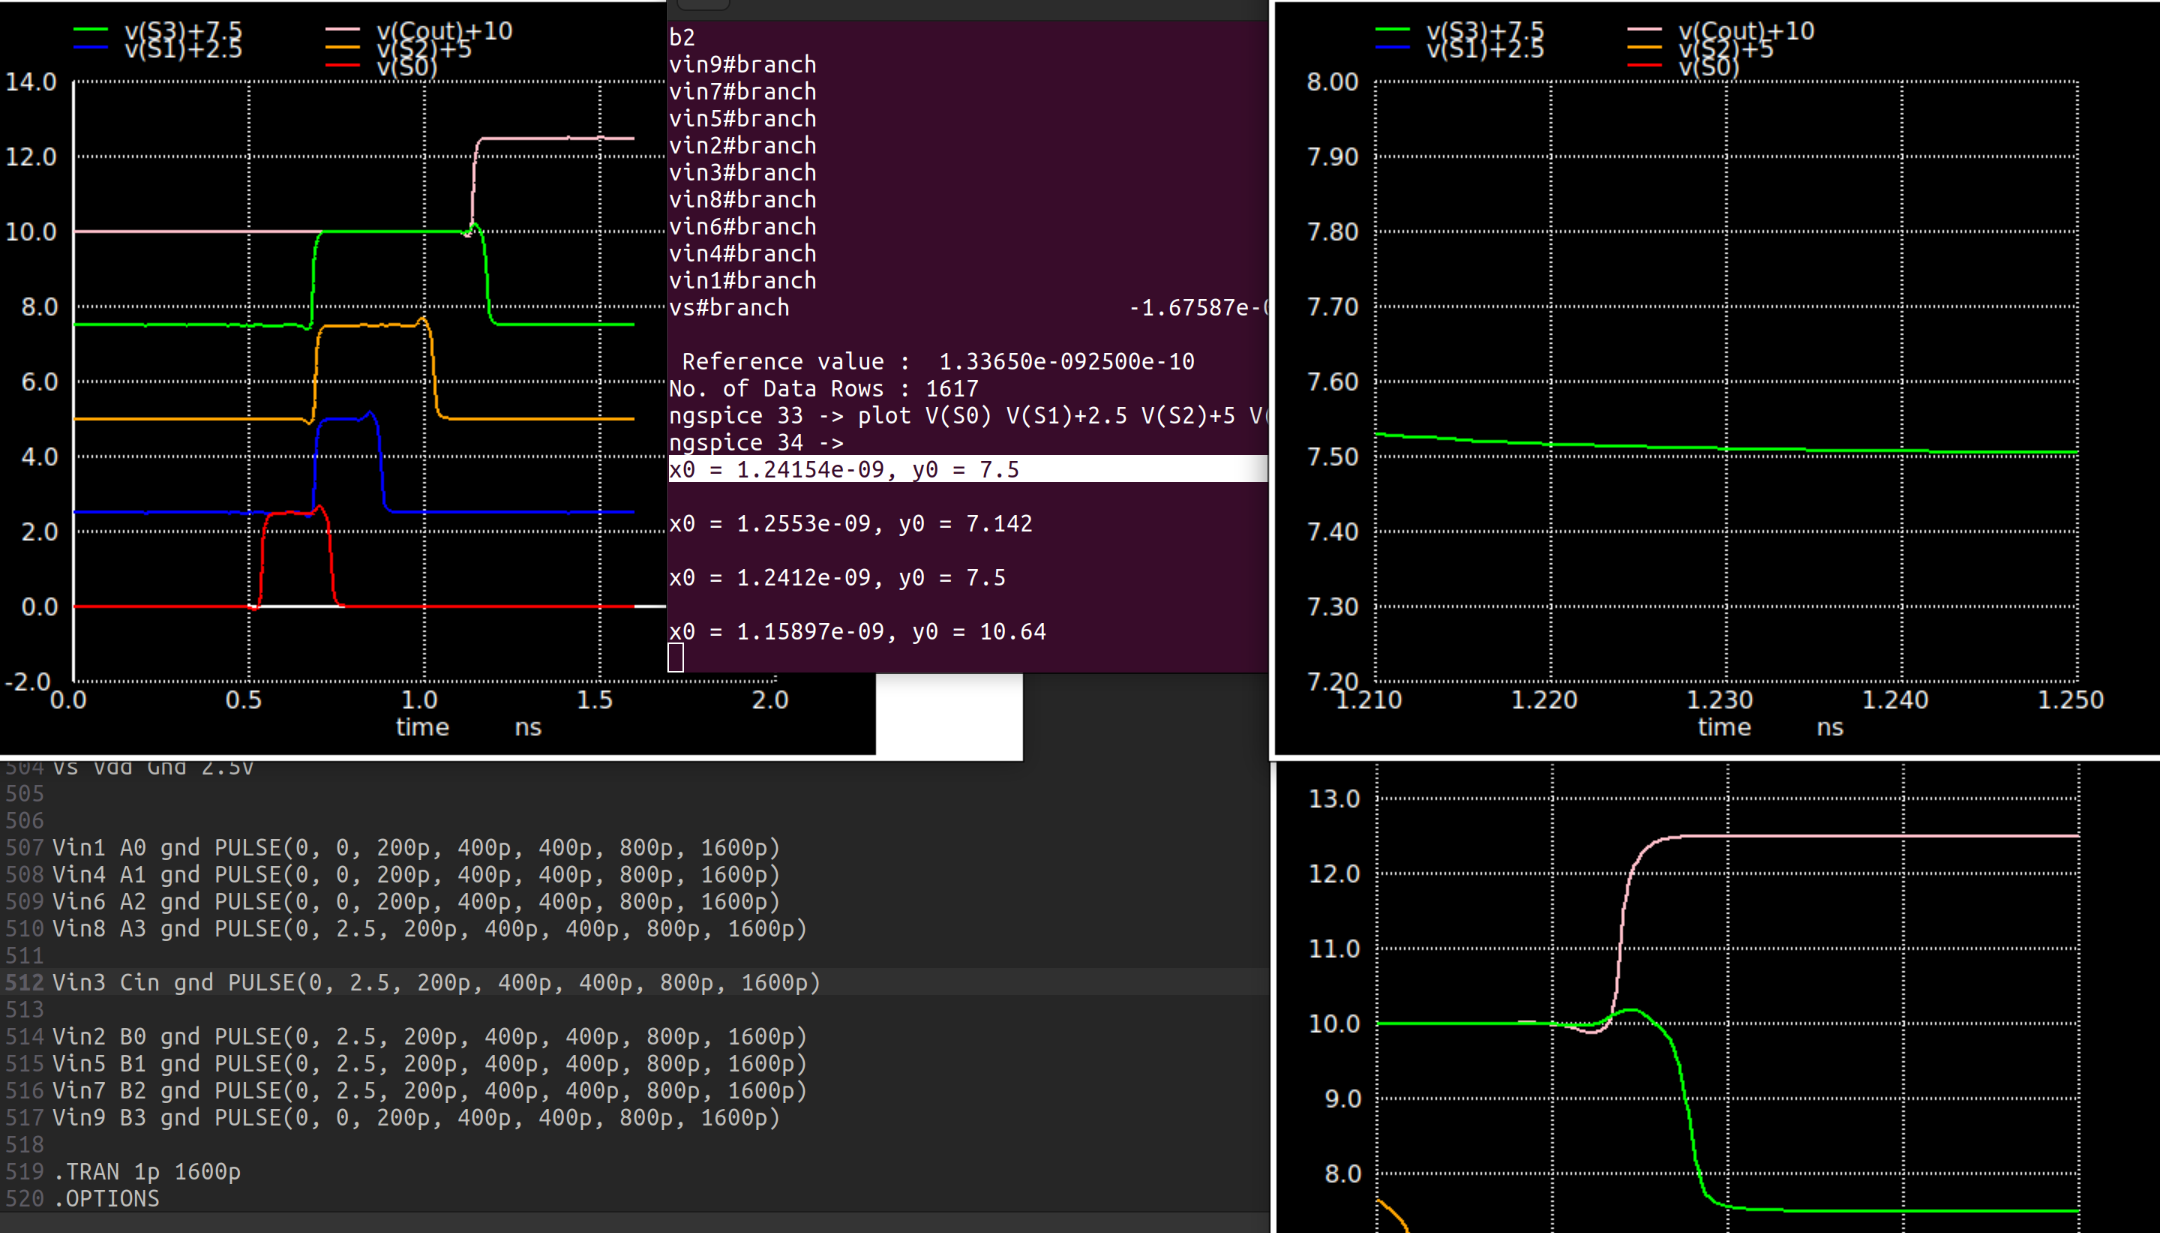 v(S3)+7.5
v(Cout)+10
v(S1)+2.5
v(S2)+5
v(S0)
14.0
12.0
10.0
8.0
6.0
4.0
2.0
0.0
-2.0
0.0 0.5 1.0 1.5 2.0
time ns
b2
vin9#branch
vin7#branch
vin5#branch
vin2#branch
vin3#branch
vin8#branch
vin6#branch
vin4#branch
vin1#branch
vs#branch -1.67587e-0
Reference value : 1.33650e-092500e-10
No. of Data Rows : 1617
ngspice 33 -> plot V(S0) V(S1)+2.5 V(S2)+5 V(
ngspice 34 ->
x0 = 1.24154e-09, y0 = 7.5
x0 = 1.2553e-09, y0 = 7.142
x0 = 1.2412e-09, y0 = 7.5
x0 = 1.15897e-09, y0 = 10.64
v(S3)+7.5
v(Cout)+10
v(S1)+2.5
v(S2)+5
v(S0)
8.00
7.90
7.80
7.70
7.60
7.50
7.40
7.30
7.20
1.210 1.220 1.230 1.240 1.250
time ns
504 Vs Vdd Gnd 2.5V
505
506
507 Vin1 A0 gnd PULSE(0, 0, 200p, 400p, 400p, 800p, 1600p)
508 Vin4 A1 gnd PULSE(0, 0, 200p, 400p, 400p, 800p, 1600p)
509 Vin6 A2 gnd PULSE(0, 0, 200p, 400p, 400p, 800p, 1600p)
510 Vin8 A3 gnd PULSE(0, 2.5, 200p, 400p, 400p, 800p, 1600p)
511
512 Vin3 Cin gnd PULSE(0, 2.5, 200p, 400p, 400p, 800p, 1600p)
513
514 Vin2 B0 gnd PULSE(0, 2.5, 200p, 400p, 400p, 800p, 1600p)
515 Vin5 B1 gnd PULSE(0, 2.5, 200p, 400p, 400p, 800p, 1600p)
516 Vin7 B2 gnd PULSE(0, 2.5, 200p, 400p, 400p, 800p, 1600p)
517 Vin9 B3 gnd PULSE(0, 0, 200p, 400p, 400p, 800p, 1600p)
518
519 .TRAN 1p 1600p
520 .OPTIONS
13.0
12.0
11.0
10.0
9.0
8.0